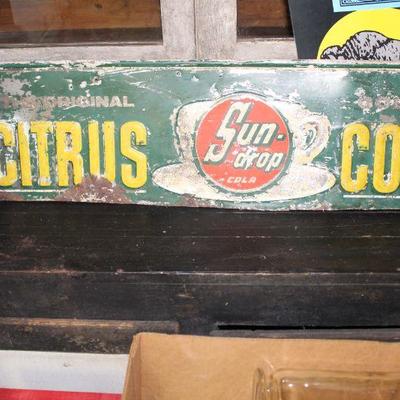 ORIGINAL
CITRUS
Sun-
drop
COLA
CO